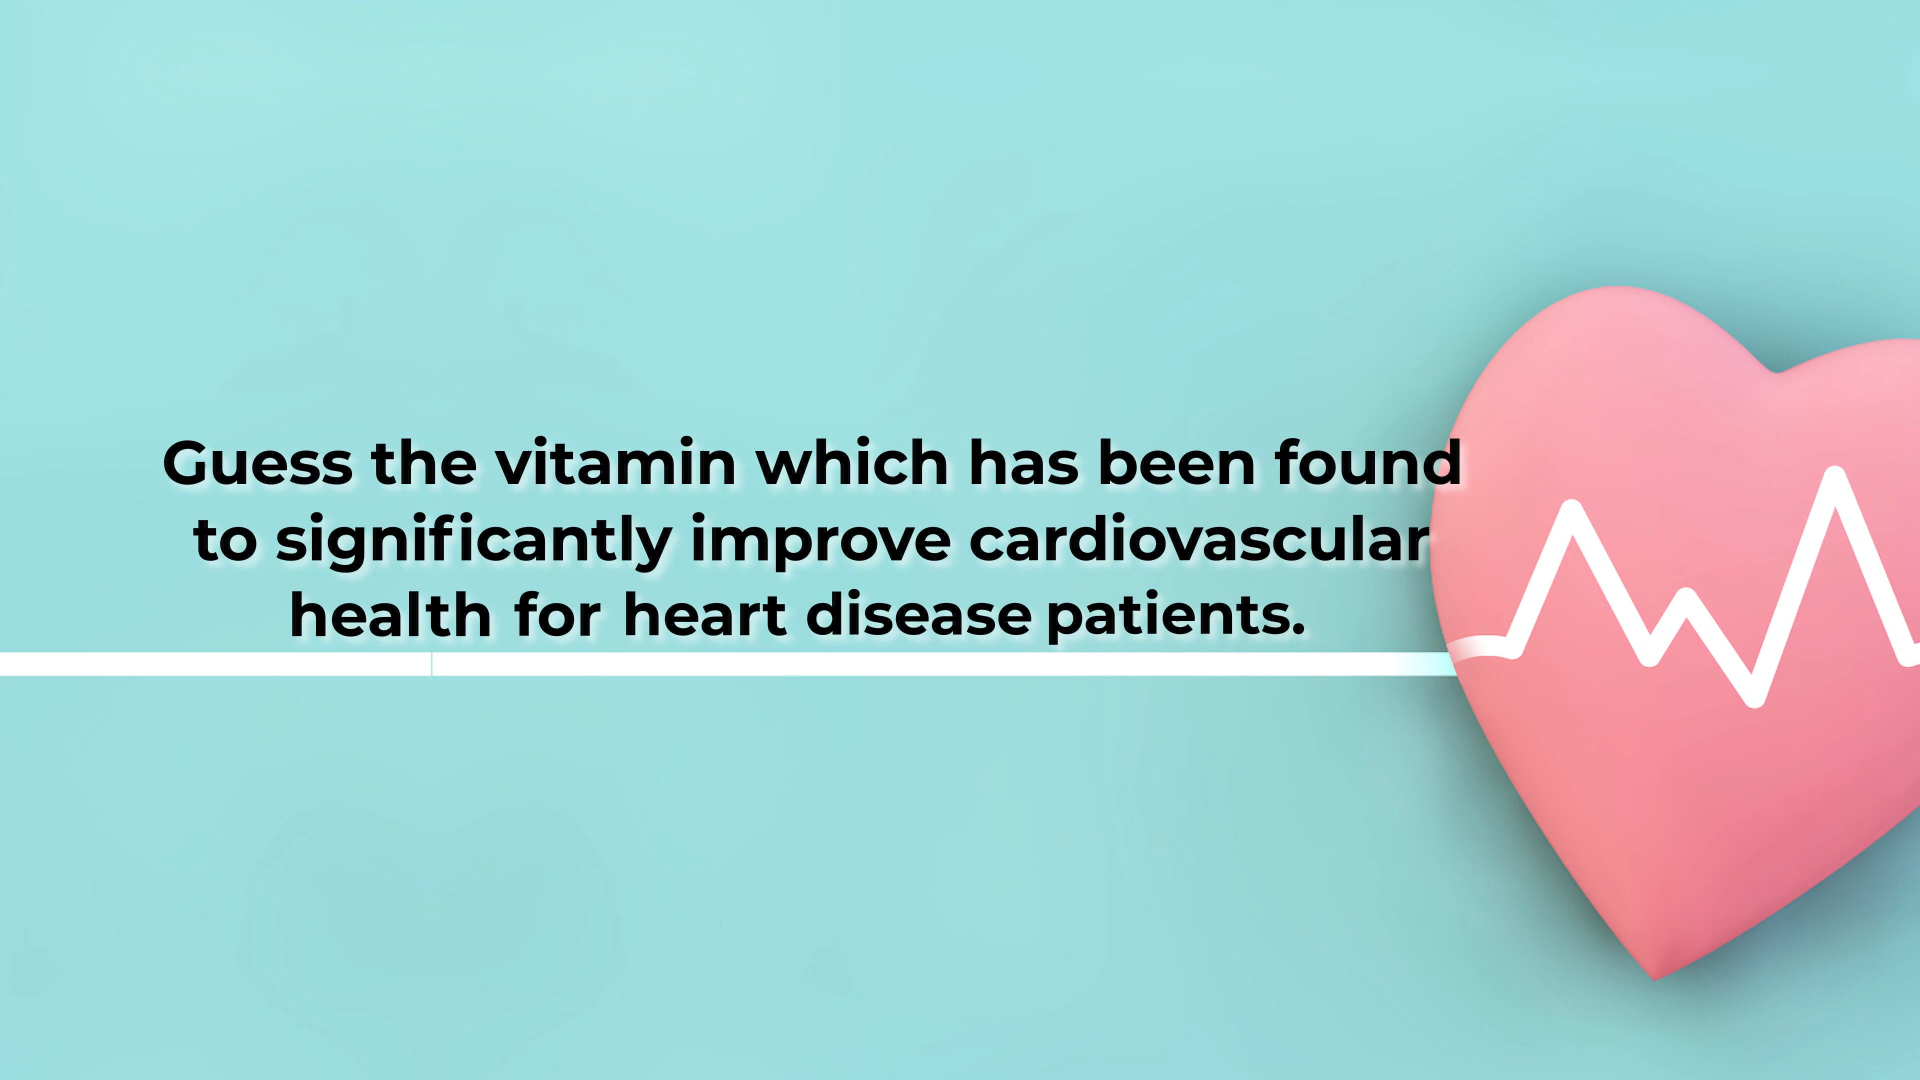 Guess the vitamin which has been found
to significantly improve cardiovascular
health for heart disease patients.